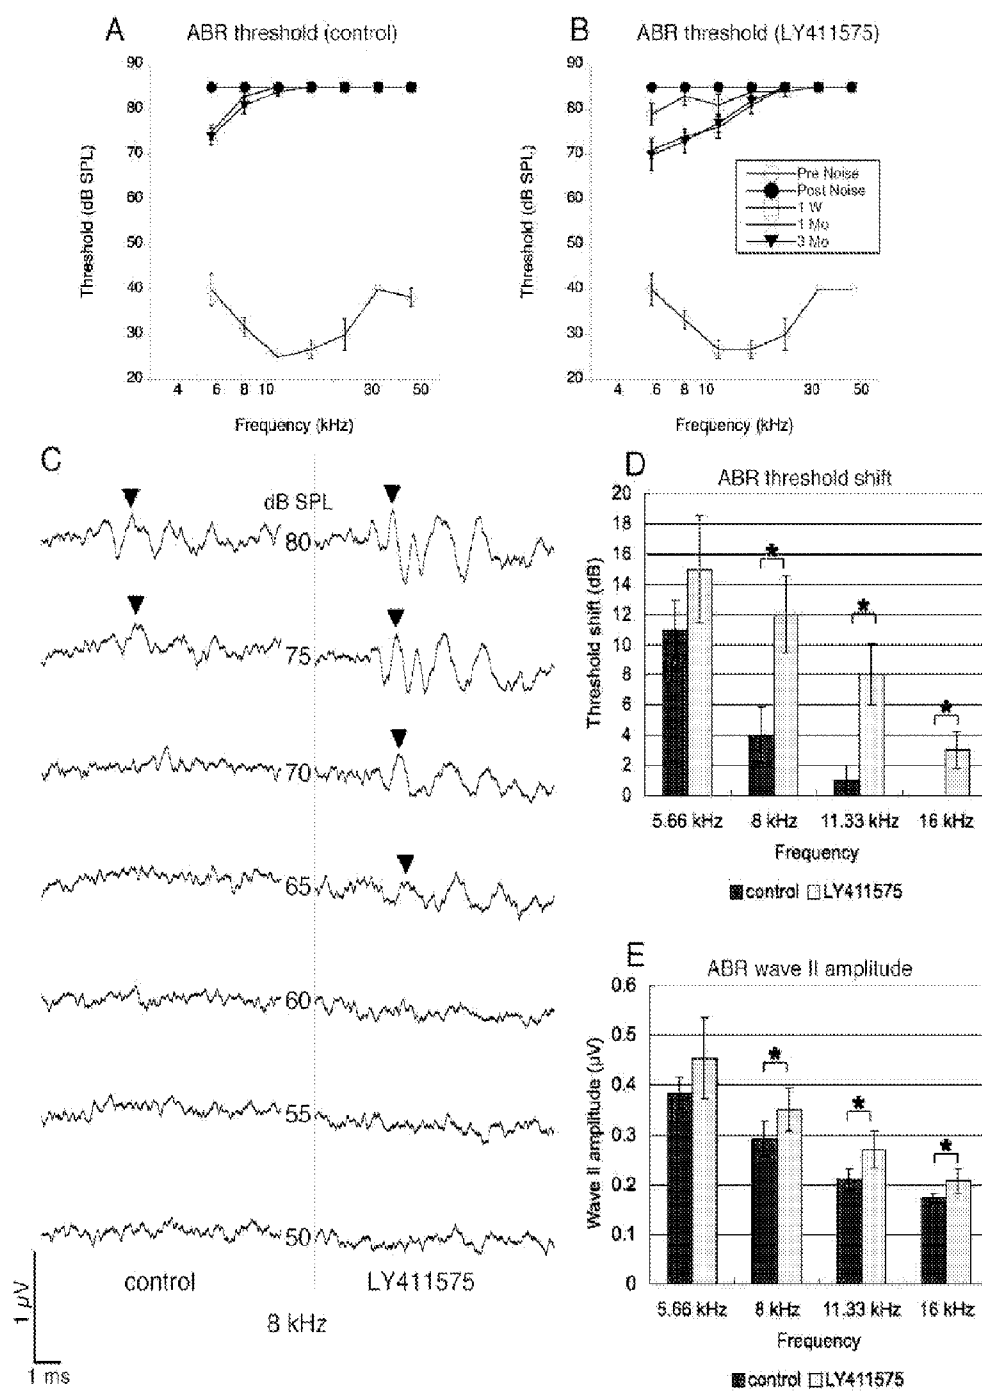 A
ABR threshold (control)
90
80
70
60
50
40
30
20
Threshold (dB SPL)
4 6 8 10 30 50
Frequency (kHz)
B
ABR threshold (LY411575)
90
80
70
60
50
40
30
20
Threshold (dB SPL)
Pre Noise
Post Noise
1 W
1 Mo
3 Mo
4 6 8 10 30 50
Frequency (kHz)
C
dB SPL
80
75
70
65
60
55
50
control
LY411575
8 kHz
1 µV
1 ms
D
ABR threshold shift
20
18
16
14
12
10
8
6
4
2
0
Threshold shift (dB)
* * *
5.66 kHz 8 kHz 11.33 kHz 16 kHz
Frequency
control LY411575
E
ABR wave II amplitude
0.6
0.5
0.4
0.3
0.2
0.1
0
Wave II amplitude (µV)
* * *
5.66 kHz 8 kHz 11.33 kHz 16 kHz
Frequency
control LY411575